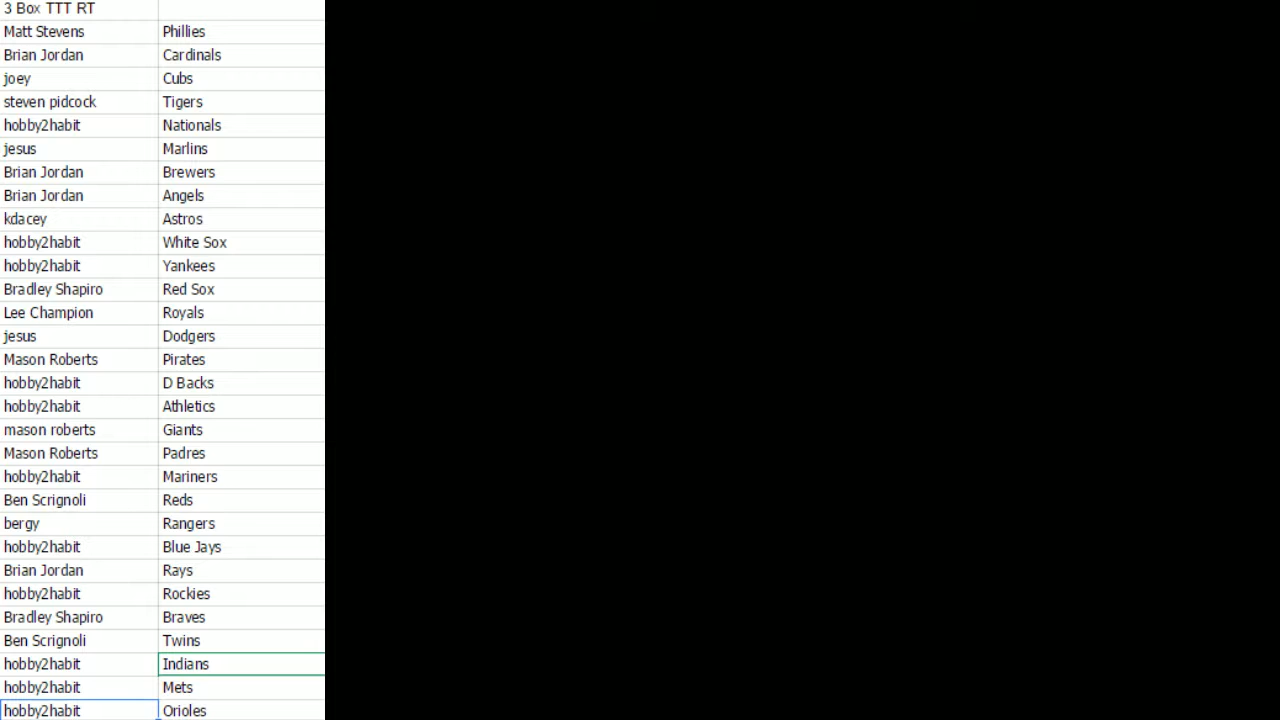 3 Box TTT RT
Matt Stevens Phillies
Brian Jordan Cardinals
joey Cubs
steven pidcock Tigers
hobby2habit Nationals
jesus Marlins
Brian Jordan Brewers
Brian Jordan Angels
kdacey Astros
hobby2habit White Sox
hobby2habit Yankees
Bradley Shapiro Red Sox
Lee Champion Royals
jesus Dodgers
Mason Roberts Pirates
hobby2habit D Backs
hobby2habit Athletics
mason roberts Giants
Mason Roberts Padres
hobby2habit Mariners
Ben Scrignoli Reds
bergy Rangers
hobby2habit Blue Jays
Brian Jordan Rays
hobby2habit Rockies
Bradley Shapiro Braves
Ben Scrignoli Twins
hobby2habit Indians
hobby2habit Mets
hobby2habit Orioles